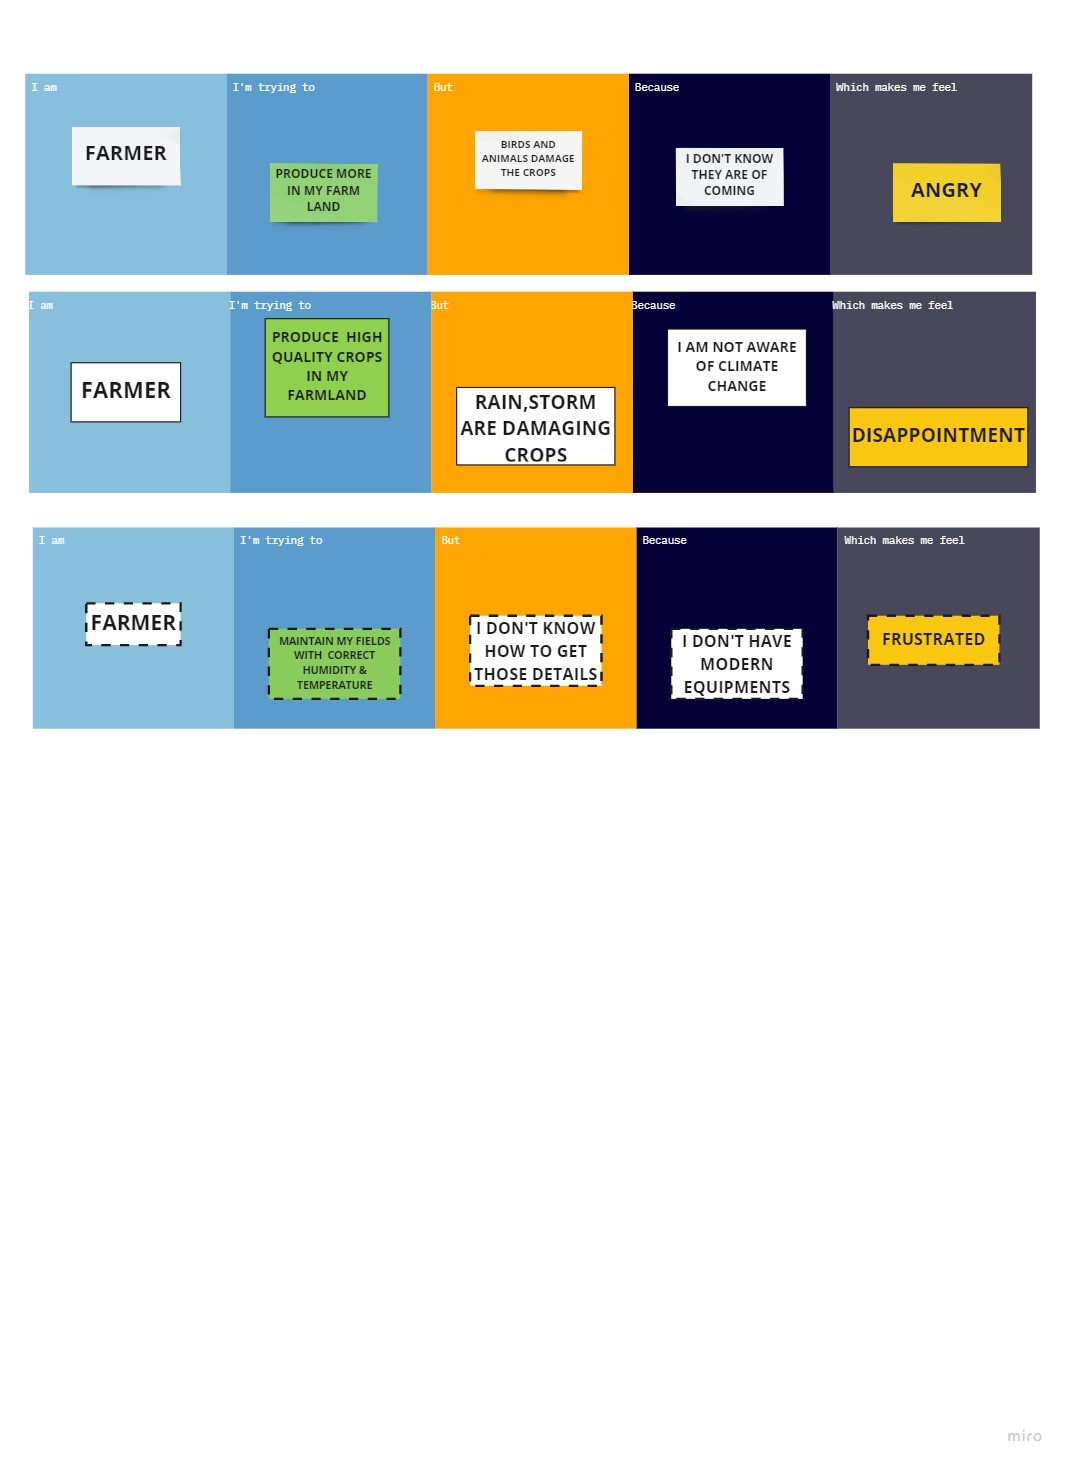 I am
I'm trying to
But
Because
Which makes me feel
FARMER
PRODUCE MORE
IN MY FARM
LAND
BIRDS AND
ANIMALS DAMAGE
THE CROPS
I DON'T KNOW
THEY ARE OF
COMING
ANGRY
I am
I'm trying to
But
Because
Which makes me feel
FARMER
PRODUCE HIGH
QUALITY CROPS
IN MY
FARMLAND
RAIN,STORM
ARE DAMAGING
CROPS
I AM NOT AWARE
OF CLIMATE
CHANGE
DISAPPOINTMENT
I am
I'm trying to
But
Because
Which makes me feel
FARMER
MAINTAIN MY FIELDS
WITH CORRECT
HUMIDITY &
TEMPERATURE
I DON'T KNOW
HOW TO GET
THOSE DETAILS
I DON'T HAVE
MODERN
EQUIPMENTS
FRUSTRATED
miro